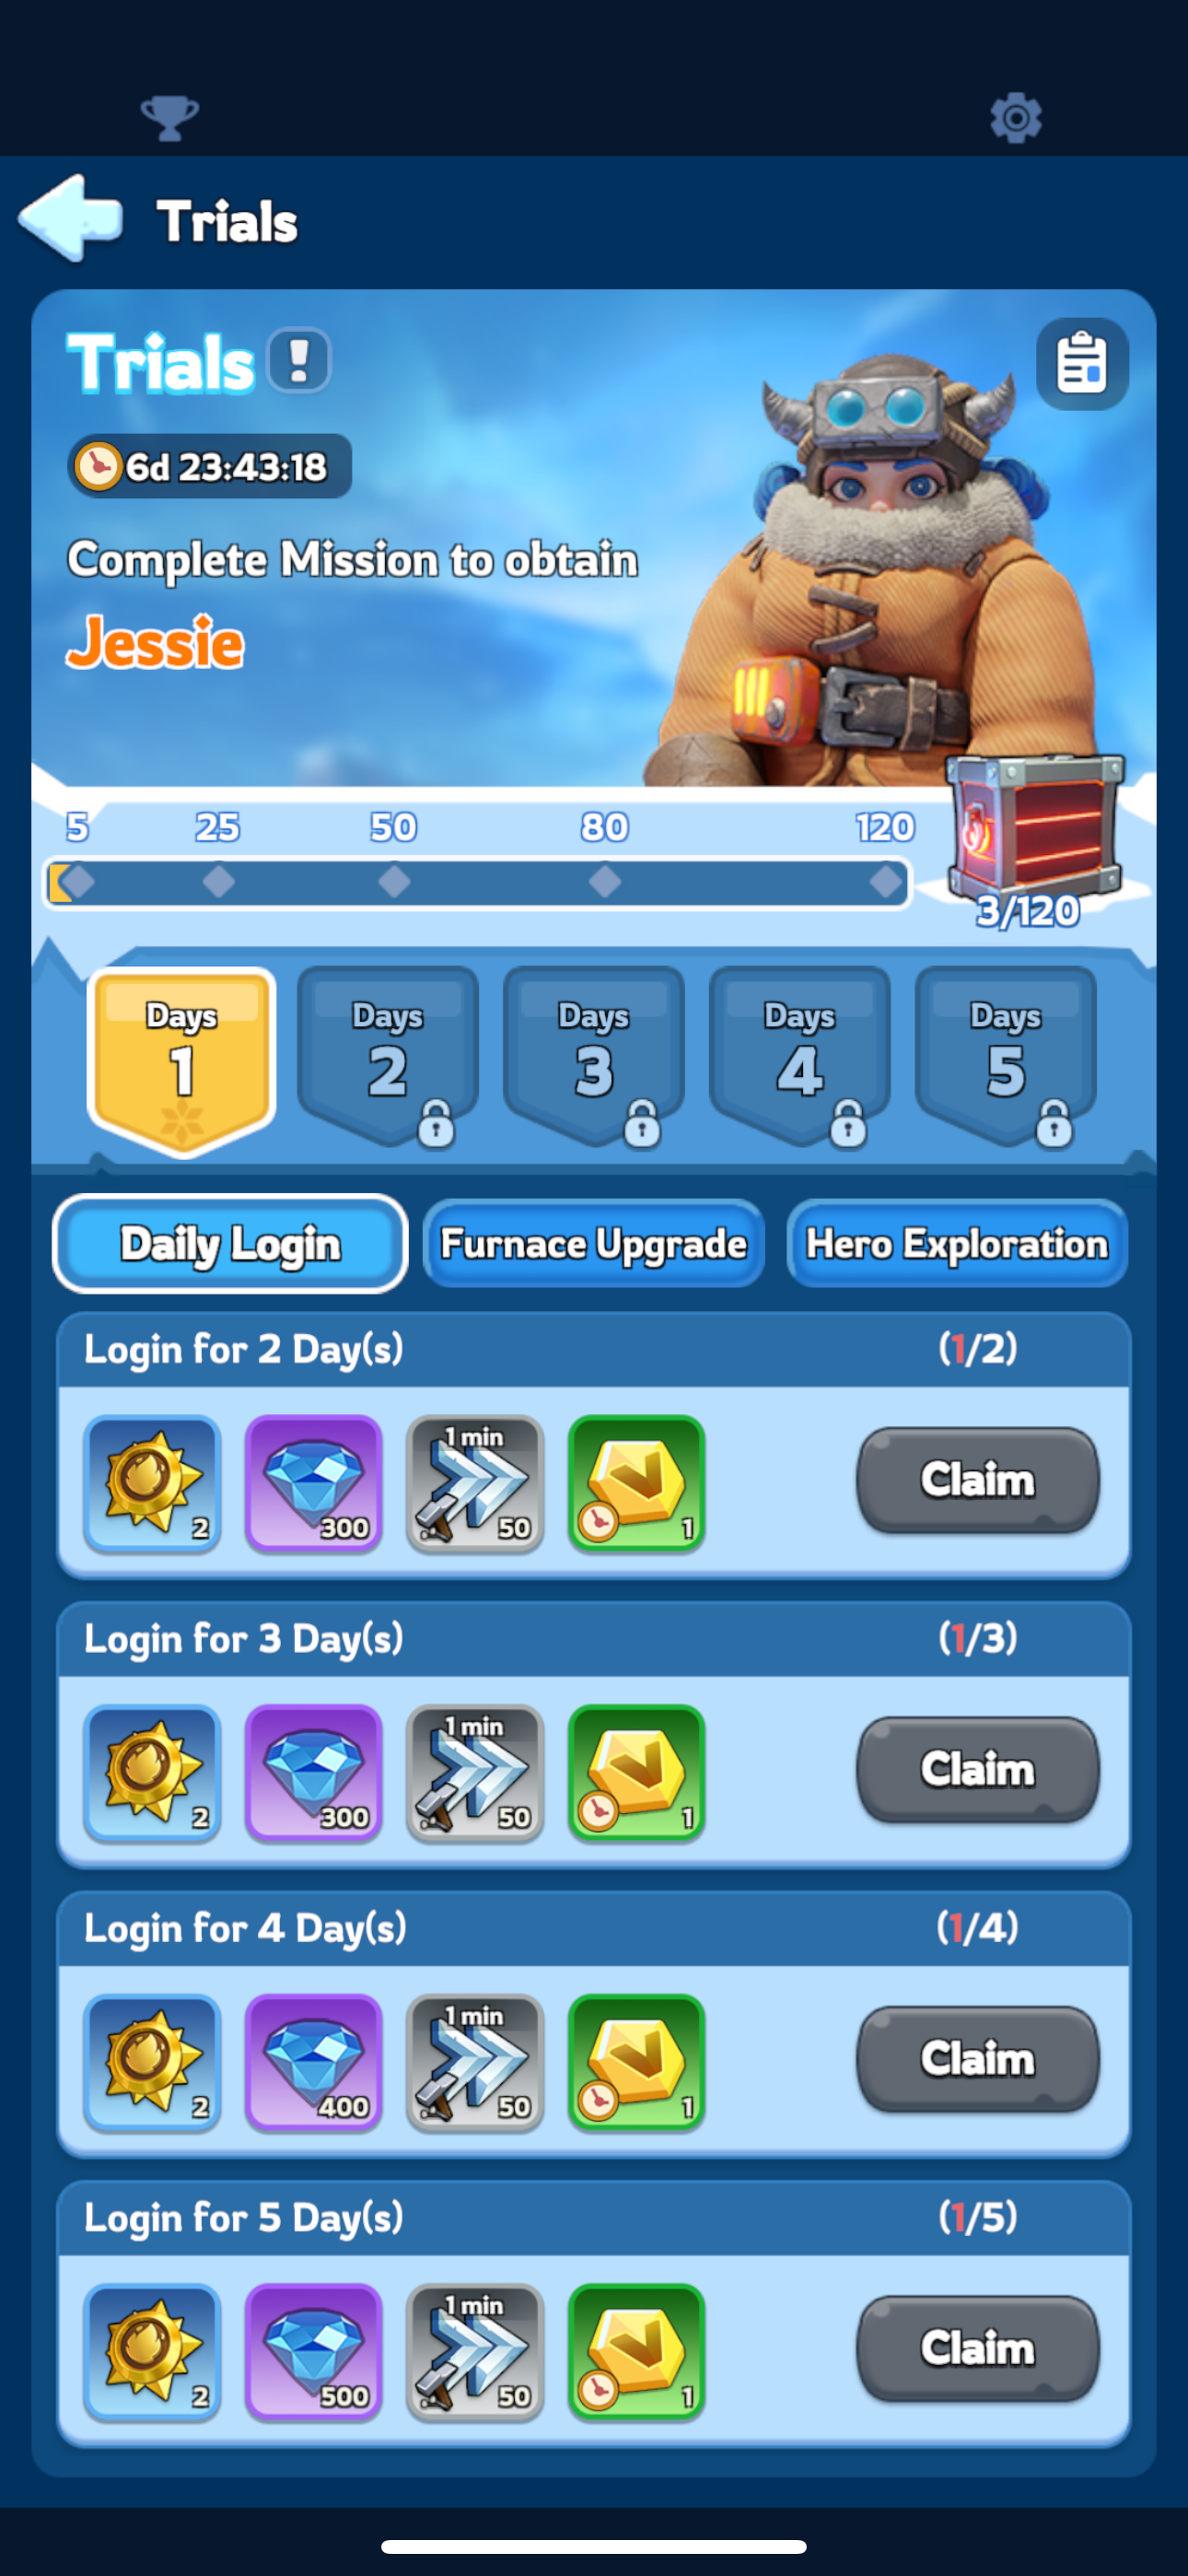 Trials
Trials !
6d 23:43:18
Complete Mission to obtain
Jessie
5 25 50 80 120
3/120
Days Days Days Days Days
1 2 3 4 5
Daily Login Furnace Upgrade Hero Exploration
Login for 2 Day(s) (1/2)
1 min
2 300 50 1
Claim
Login for 3 Day(s) (1/3)
1 min
2 300 50 1
Claim
Login for 4 Day(s) (1/4)
1 min
2 400 50 1
Claim
Login for 5 Day(s) (1/5)
1 min
2 500 50 1
Claim